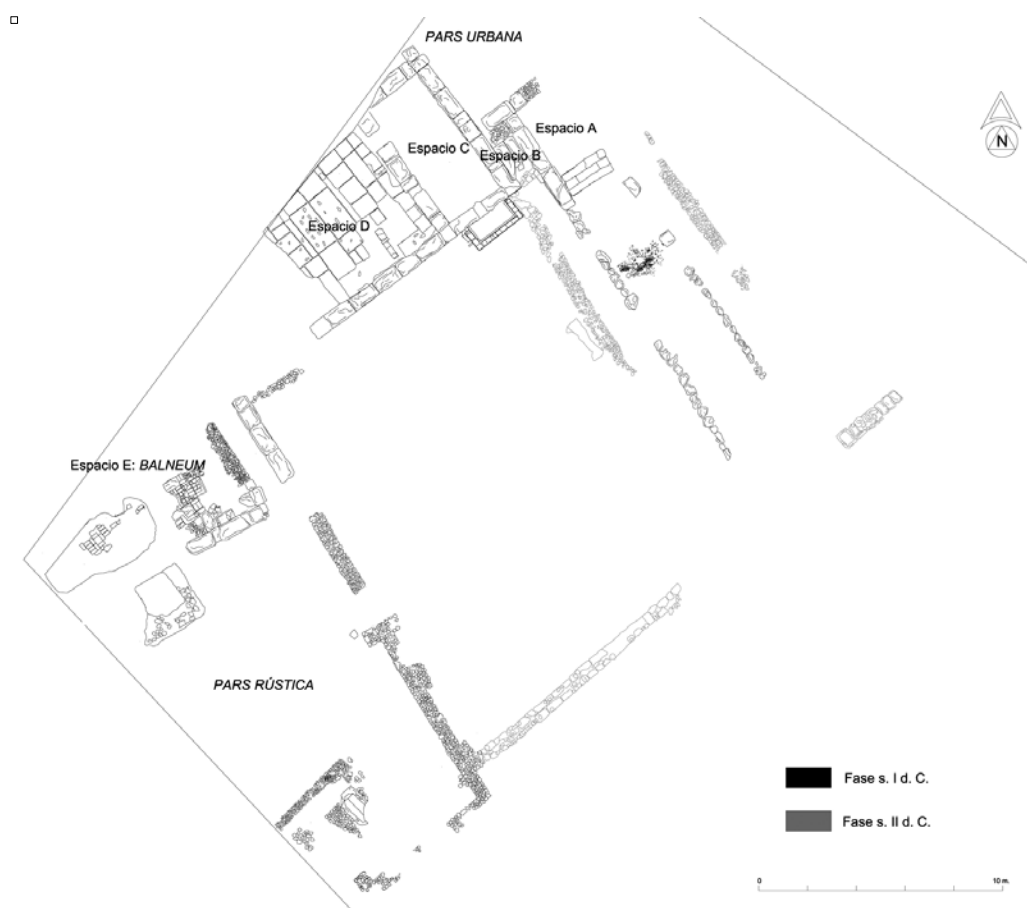 PARS URBANA
Espacio A
Espacio C
Espacio B
N
Espacio D
Espacio E: BALNEUM
PARS RÚSTICA
Fase s. I d. C.
Fase s. II d. C.
0
10 m.